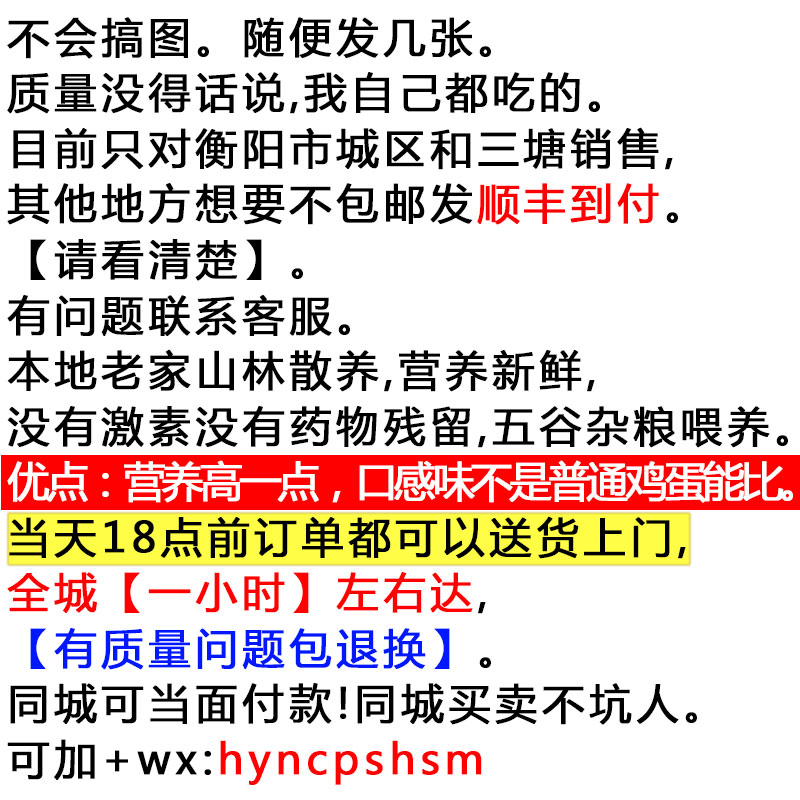 不会搞图。随便发几张。
质量没得话说,我自己都吃的。
目前只对衡阳市城区和三塘销售,
其他地方想要不包邮发顺丰到付。
【请看清楚】。
有问题联系客服。
本地老家山林散养,营养新鲜,
没有激素没有药物残留,五谷杂粮喂养。
优点：营养高一点，口感味不是普通鸡蛋能比。
当天18点前订单都可以送货上门,
全城【一小时】左右达,
【有质量问题包退换】。
同城可当面付款!同城买卖不坑人。
可加+wx:hyncpshsm